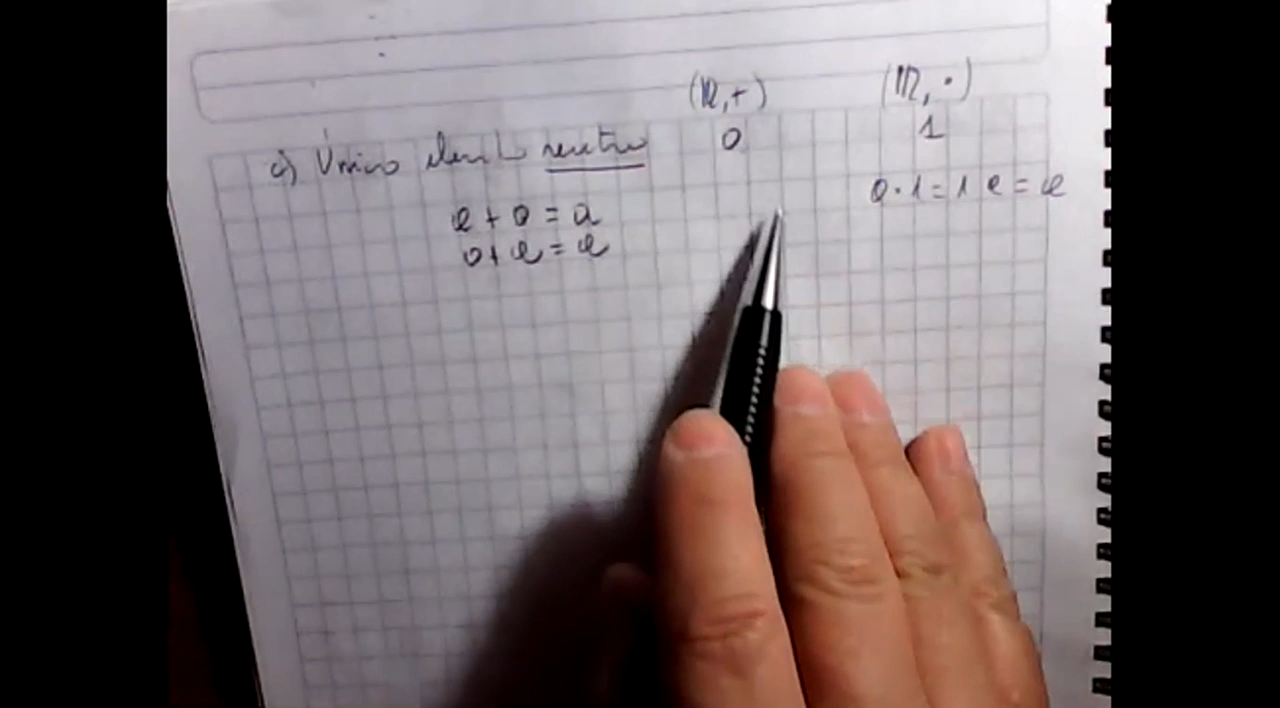 (ℝ,+) (ℝ, ·)
c) Único elemento neutro 0 1
a · 1 = 1 a = a
a + 0 = a
0 + a = a